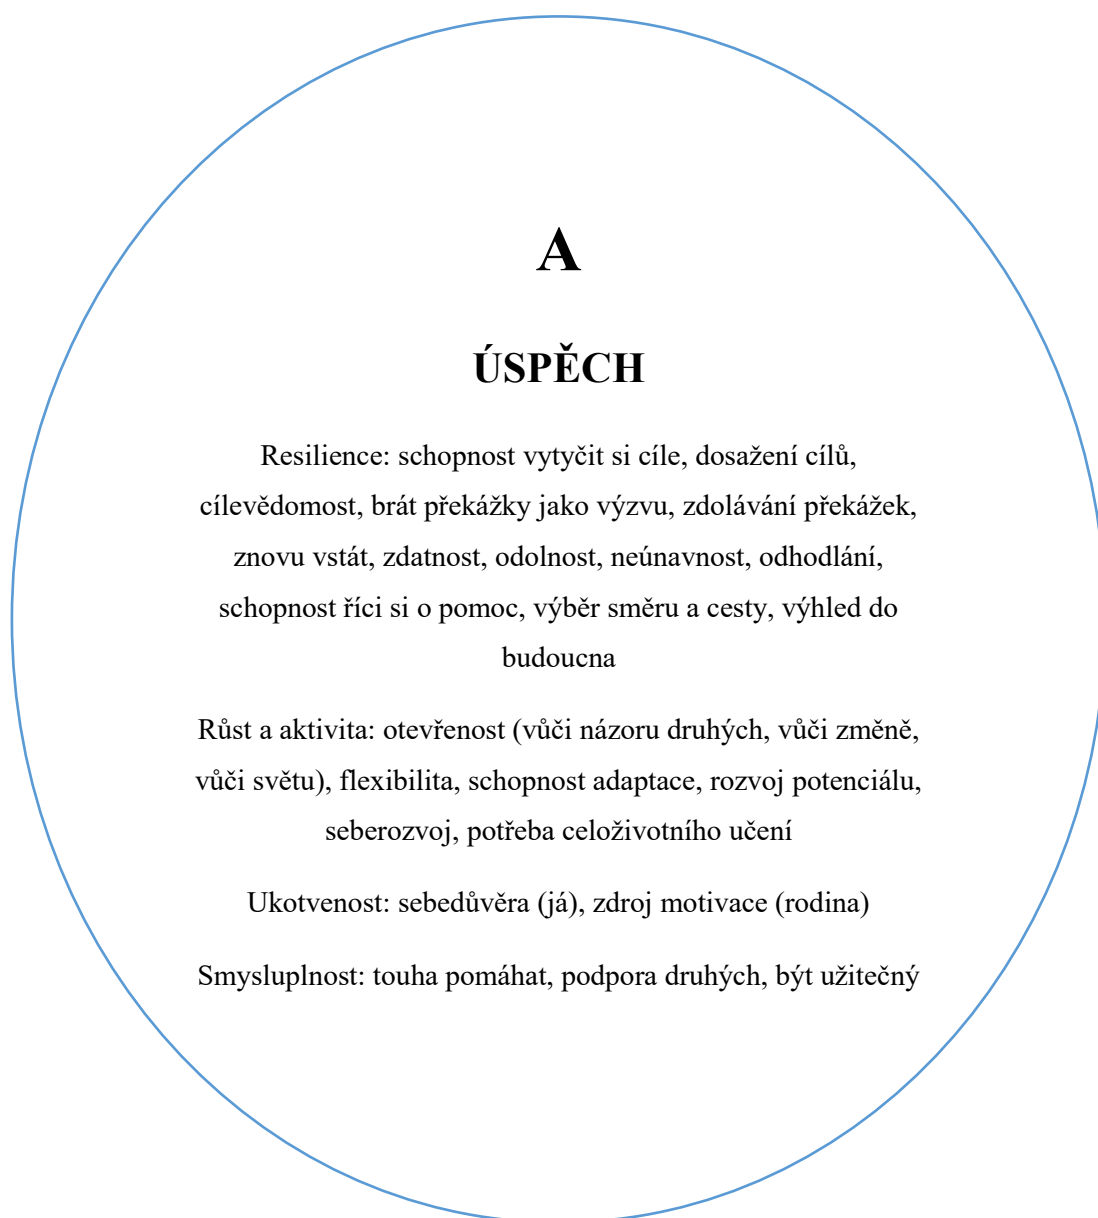 A
ÚSPĚCH
Resilience: schopnost vytyčit si cíle, dosažení cílů,
cílevědomost, brát překážky jako výzvu, zdolávání překážek,
znovu vstát, zdatnost, odolnost, neúnavnost, odhodlání,
schopnost říci si o pomoc, výběr směru a cesty, výhled do
budoucna
Růst a aktivita: otevřenost (vůči názoru druhých, vůči změně,
vůči světu), flexibilita, schopnost adaptace, rozvoj potenciálu,
seberozvoj, potřeba celoživotního učení
Ukotvenost: sebedůvěra (já), zdroj motivace (rodina)
Smysluplnost: touha pomáhat, podpora druhých, být užitečný